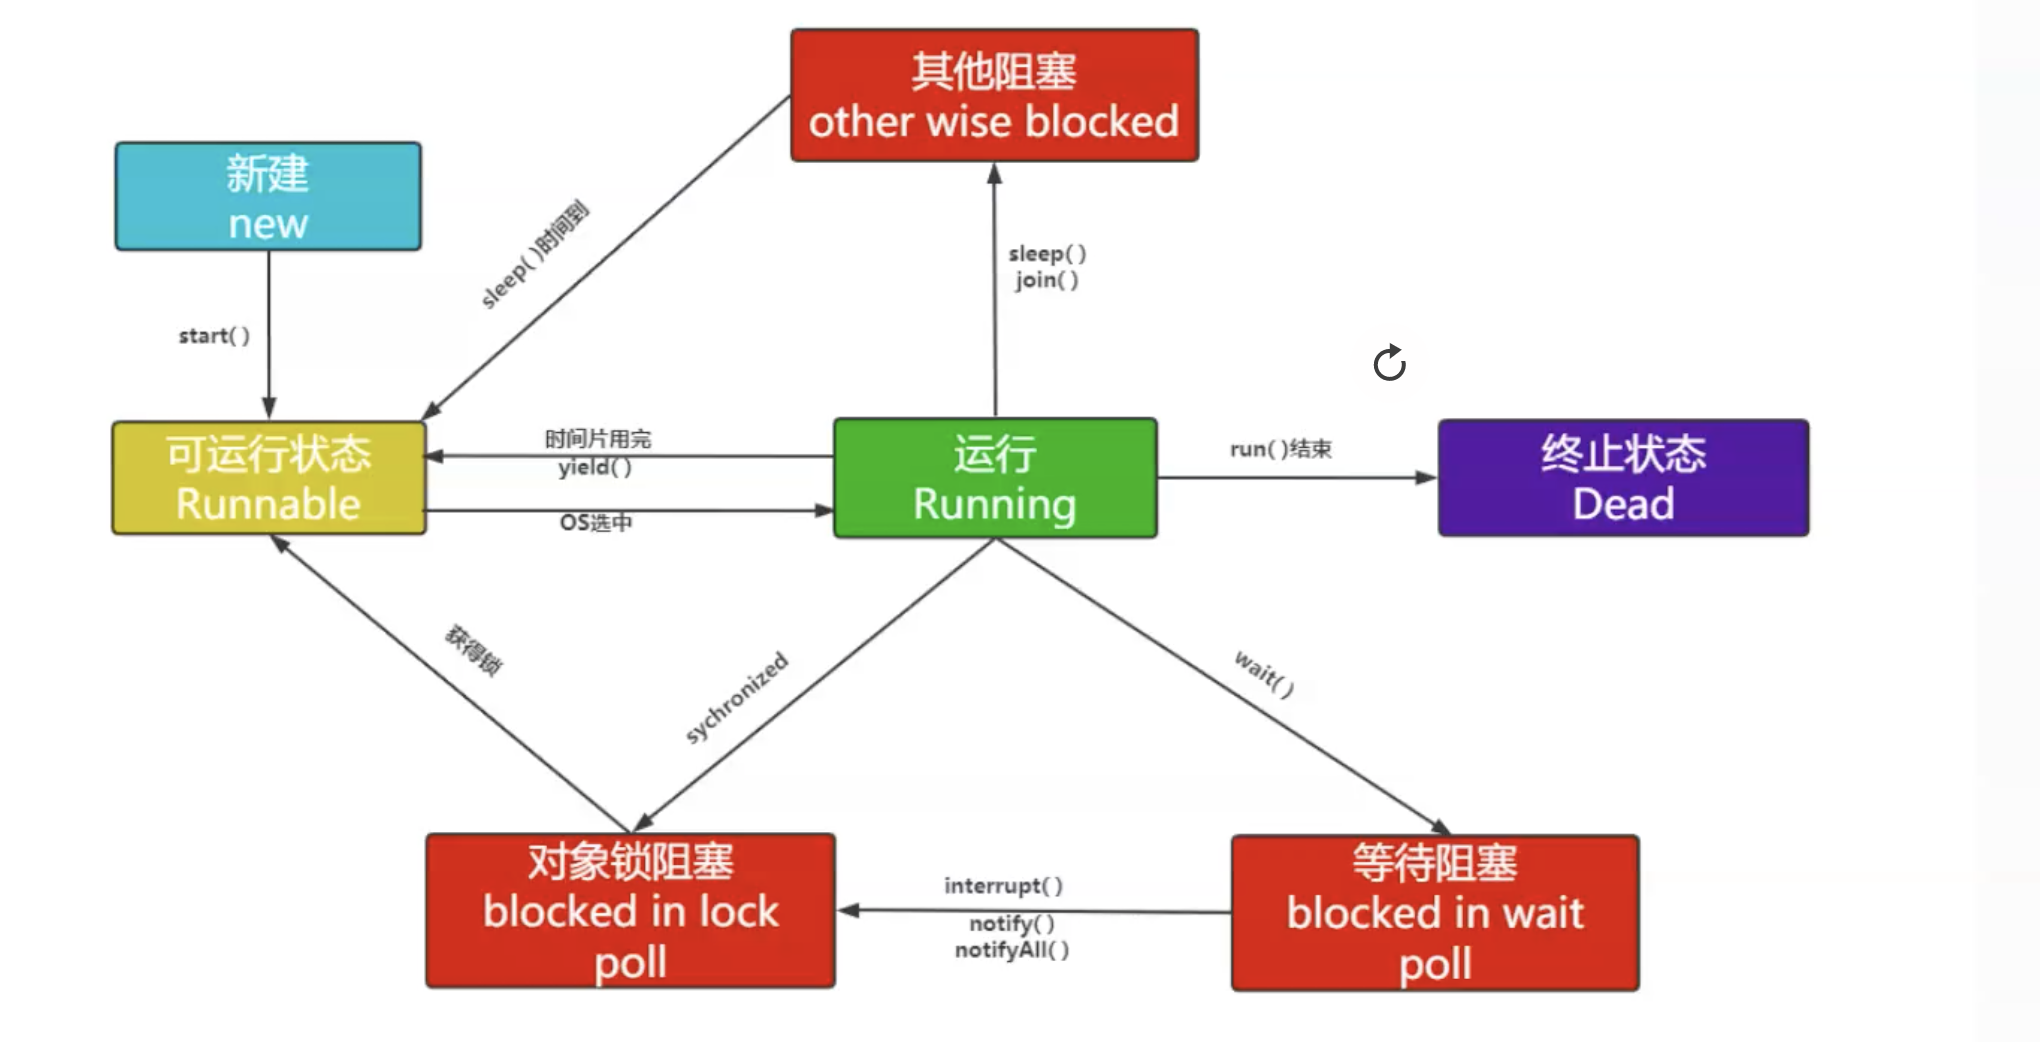 其他阻塞
other wise blocked
新建
new
sleep( )时间到
sleep( )
join( )
start( )
可运行状态
Runnable
时间片用完
yield( )
OS选中
运行
Running
run( )结束
终止状态
Dead
获得锁
sychronized
wait( )
对象锁阻塞
blocked in lock
poll
interrupt( )
notify( )
notifyAll( )
等待阻塞
blocked in wait
poll